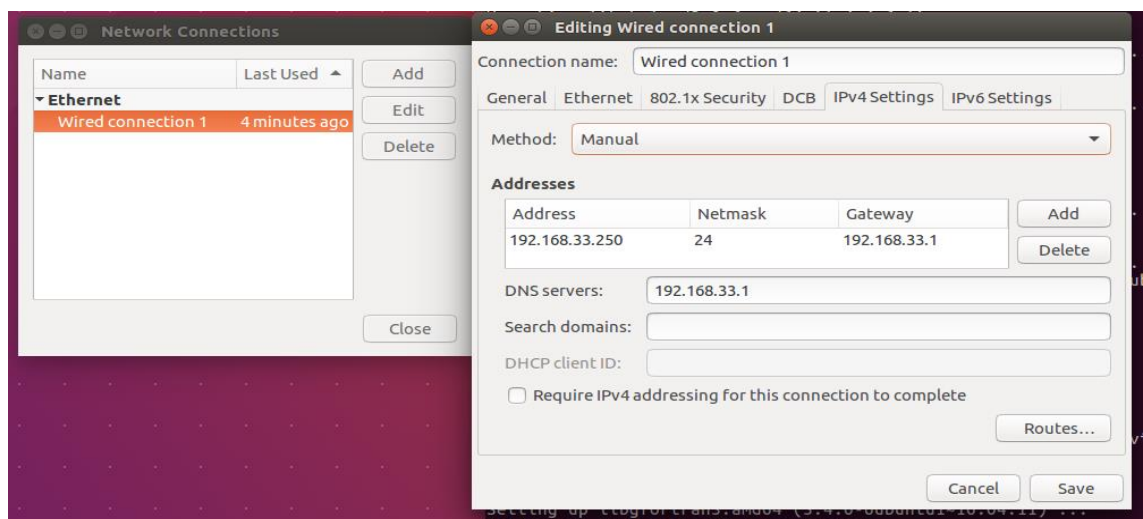 Network Connections
Name Last Used
Ethernet
Wired connection 1 4 minutes ago
Add
Edit
Delete
Close
Editing Wired connection 1
Connection name: Wired connection 1
General Ethernet 802.1x Security DCB IPv4 Settings IPv6 Settings
Method: Manual
Addresses
Address Netmask Gateway
192.168.33.250 24 192.168.33.1
Add
Delete
DNS servers: 192.168.33.1
Search domains:
DHCP client ID:
Require IPv4 addressing for this connection to complete
Routes...
Cancel Save